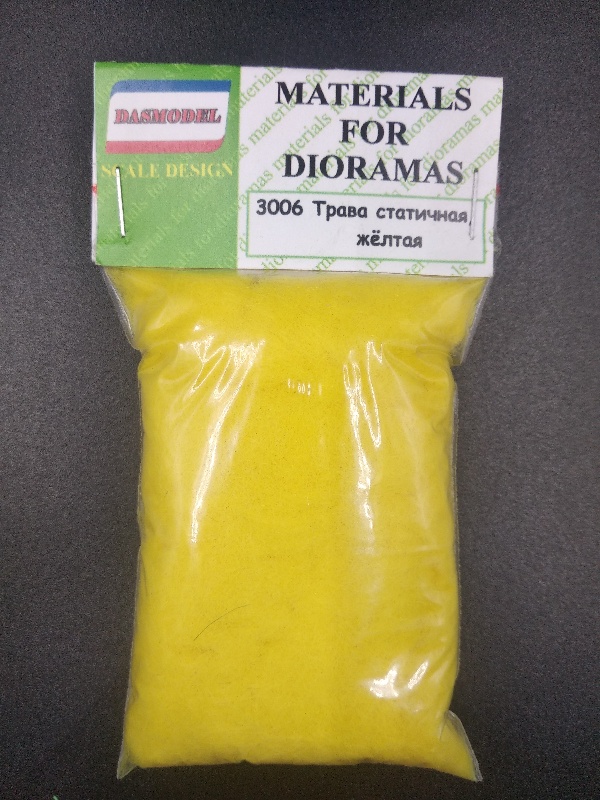 DASMODEL
SCALE DESIGN
MATERIALS
FOR
DIORAMAS
3006 Трава статичная,
жёлтая